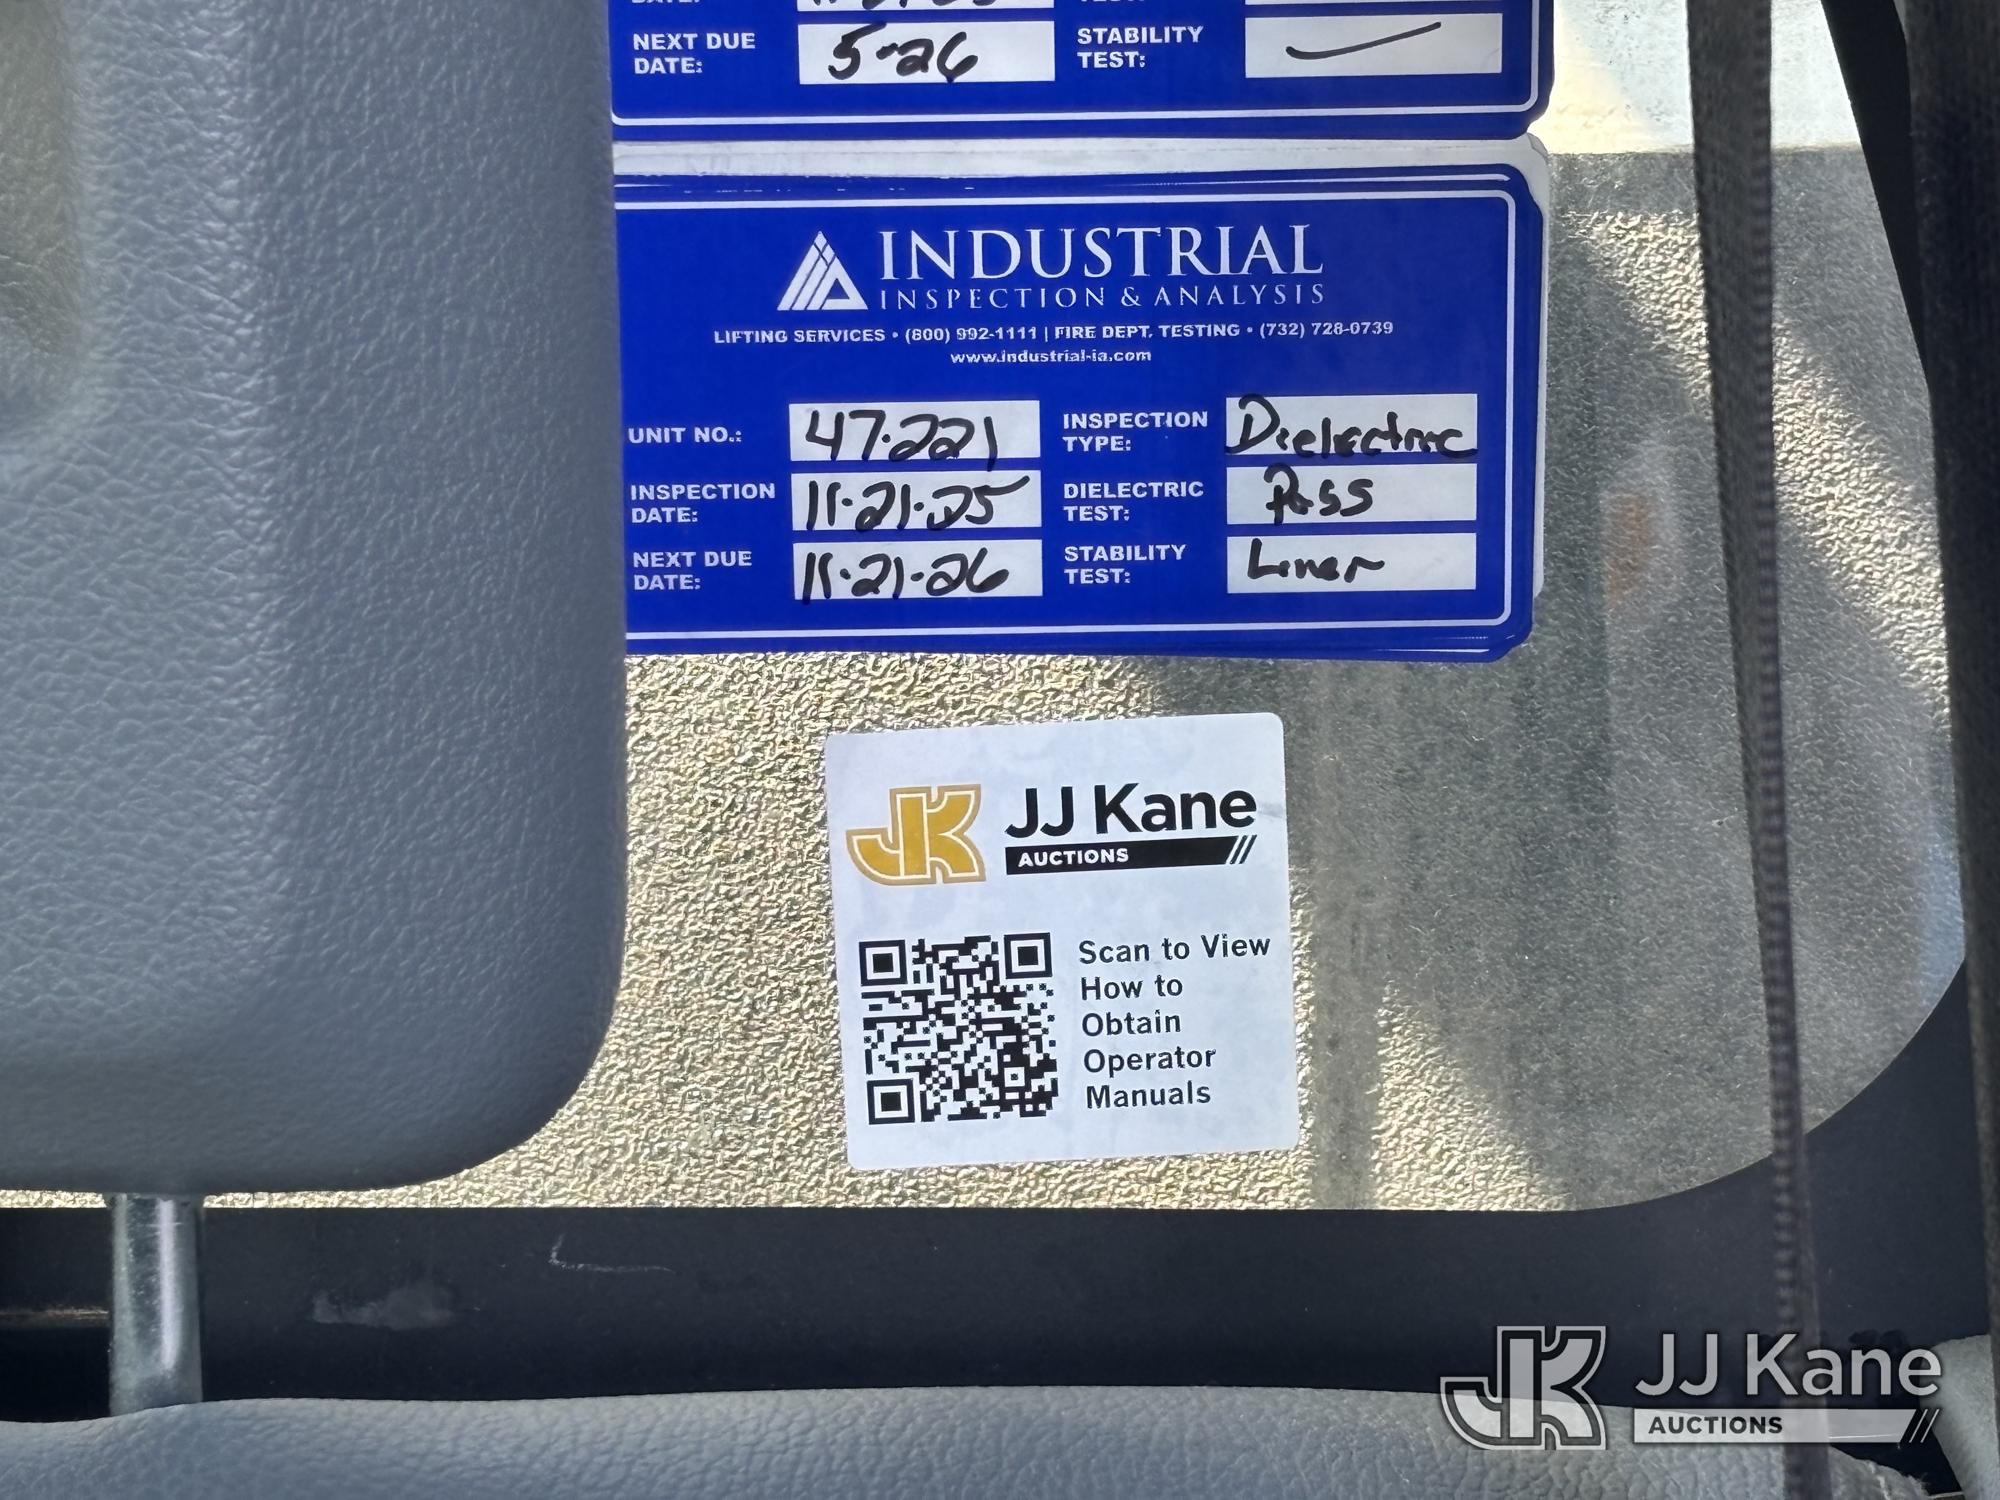 NEXT DUE DATE: 5-26 STABILITY TEST:
INDUSTRIAL
INSPECTION & ANALYSIS
LIFTING SERVICES • (800) 992-1111 | FIRE DEPT. TESTING • (732) 728-0739
www.industrial-ia.com
UNIT NO.: 47-221 INSPECTION TYPE: Dielectric
INSPECTION DATE: 11-21-25 DIELECTRIC TEST: Pass
NEXT DUE DATE: 11-21-26 STABILITY TEST: Liner
JJ Kane
AUCTIONS
Scan to View
How to
Obtain
Operator
Manuals
JJ Kane
AUCTIONS